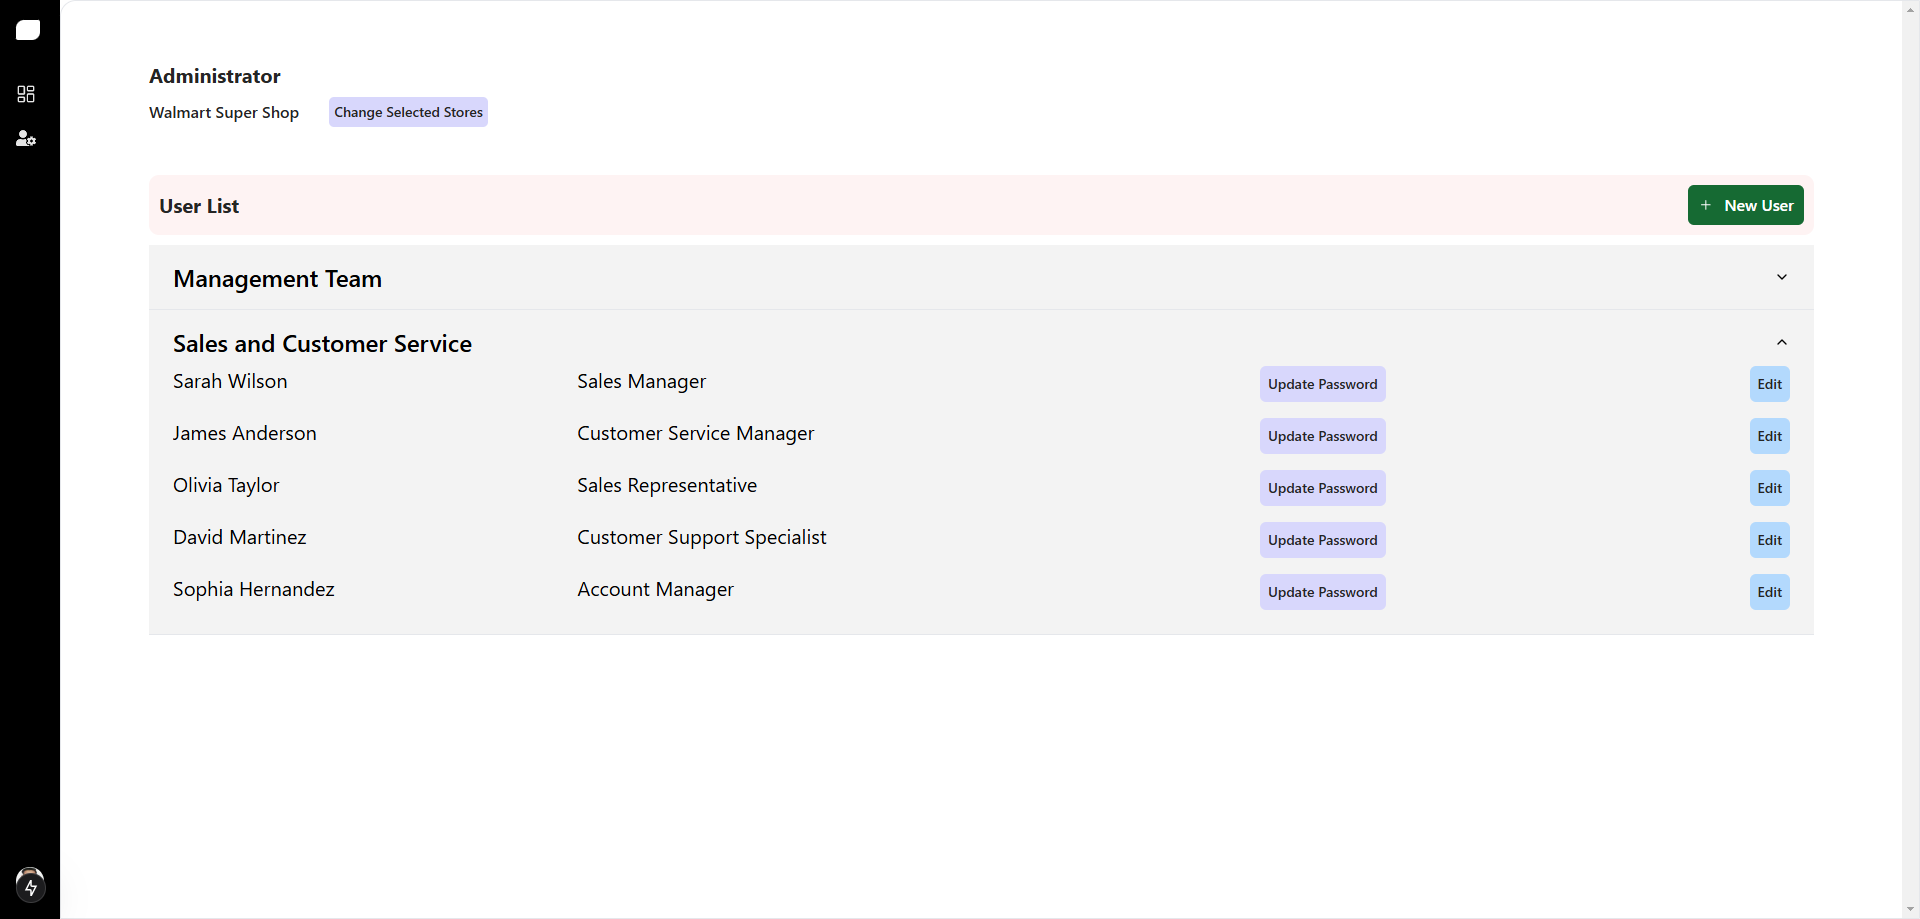 Administrator
Walmart Super Shop Change Selected Stores
User List + New User
Management Team
Sales and Customer Service
Sarah Wilson Sales Manager Update Password Edit
James Anderson Customer Service Manager Update Password Edit
Olivia Taylor Sales Representative Update Password Edit
David Martinez Customer Support Specialist Update Password Edit
Sophia Hernandez Account Manager Update Password Edit